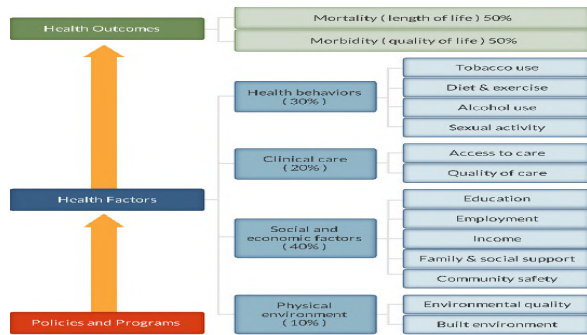 Health Outcomes
Mortality (length of life) 50%
Morbidity (quality of life) 50%
Health Factors
Health behaviors
(30%)
Tobacco use
Diet & exercise
Alcohol use
Sexual activity
Clinical care
(20%)
Access to care
Quality of care
Social and
economic factors
(40%)
Education
Employment
Income
Family & social support
Community safety
Physical
environment
(10%)
Environmental quality
Built environment
Policies and Programs